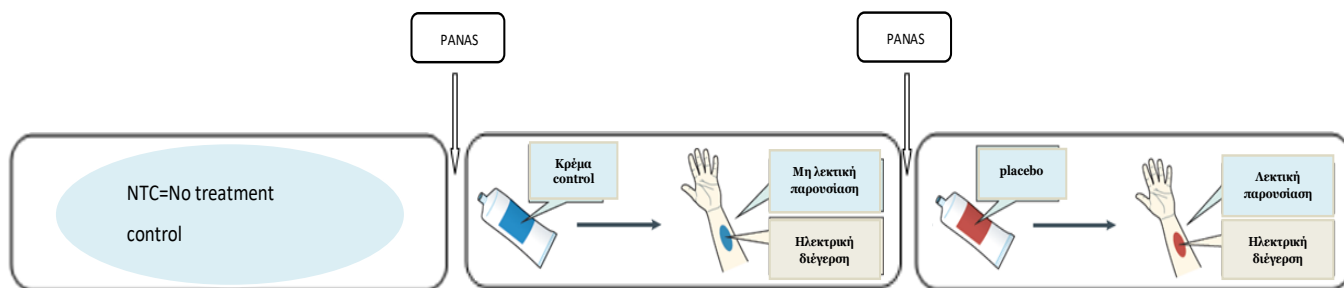 PANAS
PANAS
NTC=No treatment
control
Κρέμα
control
Μη λεκτική
παρουσίαση
Ηλεκτρική
διέγερση
placebo
Λεκτική
παρουσίαση
Ηλεκτρική
διέγερση